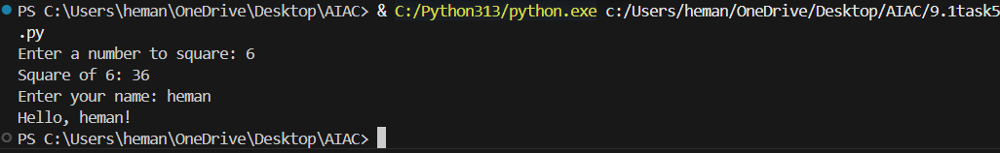 PS C:\Users\heman\OneDrive\Desktop\AIAC> & C:/Python313/python.exe c:/Users/heman/OneDrive/Desktop/AIAC/9.1task5
.py
Enter a number to square: 6
Square of 6: 36
Enter your name: heman
Hello, heman!
PS C:\Users\heman\OneDrive\Desktop\AIAC>